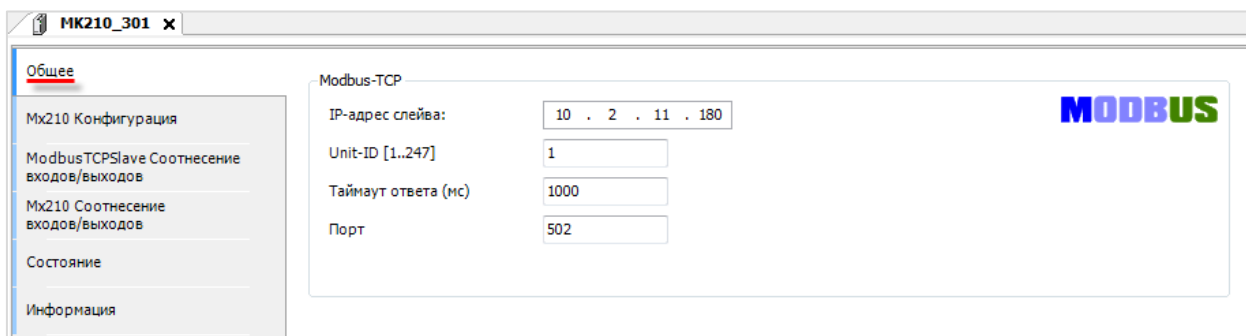 MK210_301 x
Общее
Mx210 Конфигурация
ModbusTCPSlave Соотнесение
входов/выходов
Mx210 Соотнесение
входов/выходов
Состояние
Информация
Modbus-TCP
IP-адрес слейва: 10 . 2 . 11 . 180
Unit-ID [1..247] 1
Таймаут ответа (мс) 1000
Порт 502
MODBUS